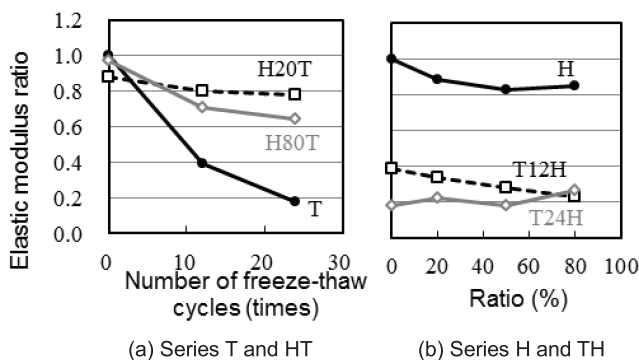 Elastic modulus ratio
1.2
1.0
0.8
0.6
0.4
0.2
0.0
H20T
H80T
T
0 10 20 30
Number of freeze-thaw
cycles (times)
(a) Series T and HT
H
T12H
T24H
0 20 40 60 80 100
Ratio (%)
(b) Series H and TH